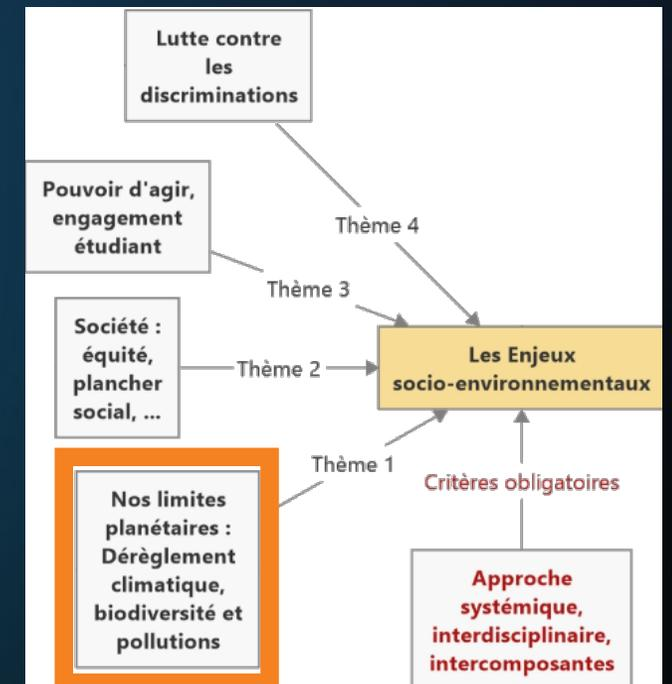 Lutte contre
les
discriminations
Thème 4
Pouvoir d'agir,
engagement
étudiant
Thème 3
Société :
équité,
plancher
social, ...
Thème 2
Les Enjeux
socio-environnementaux
Thème 1
Nos limites
planétaires :
Dérèglement
climatique,
biodiversité et
pollutions
Critères obligatoires
Approche
systémique,
interdisciplinaire,
intercomposantes